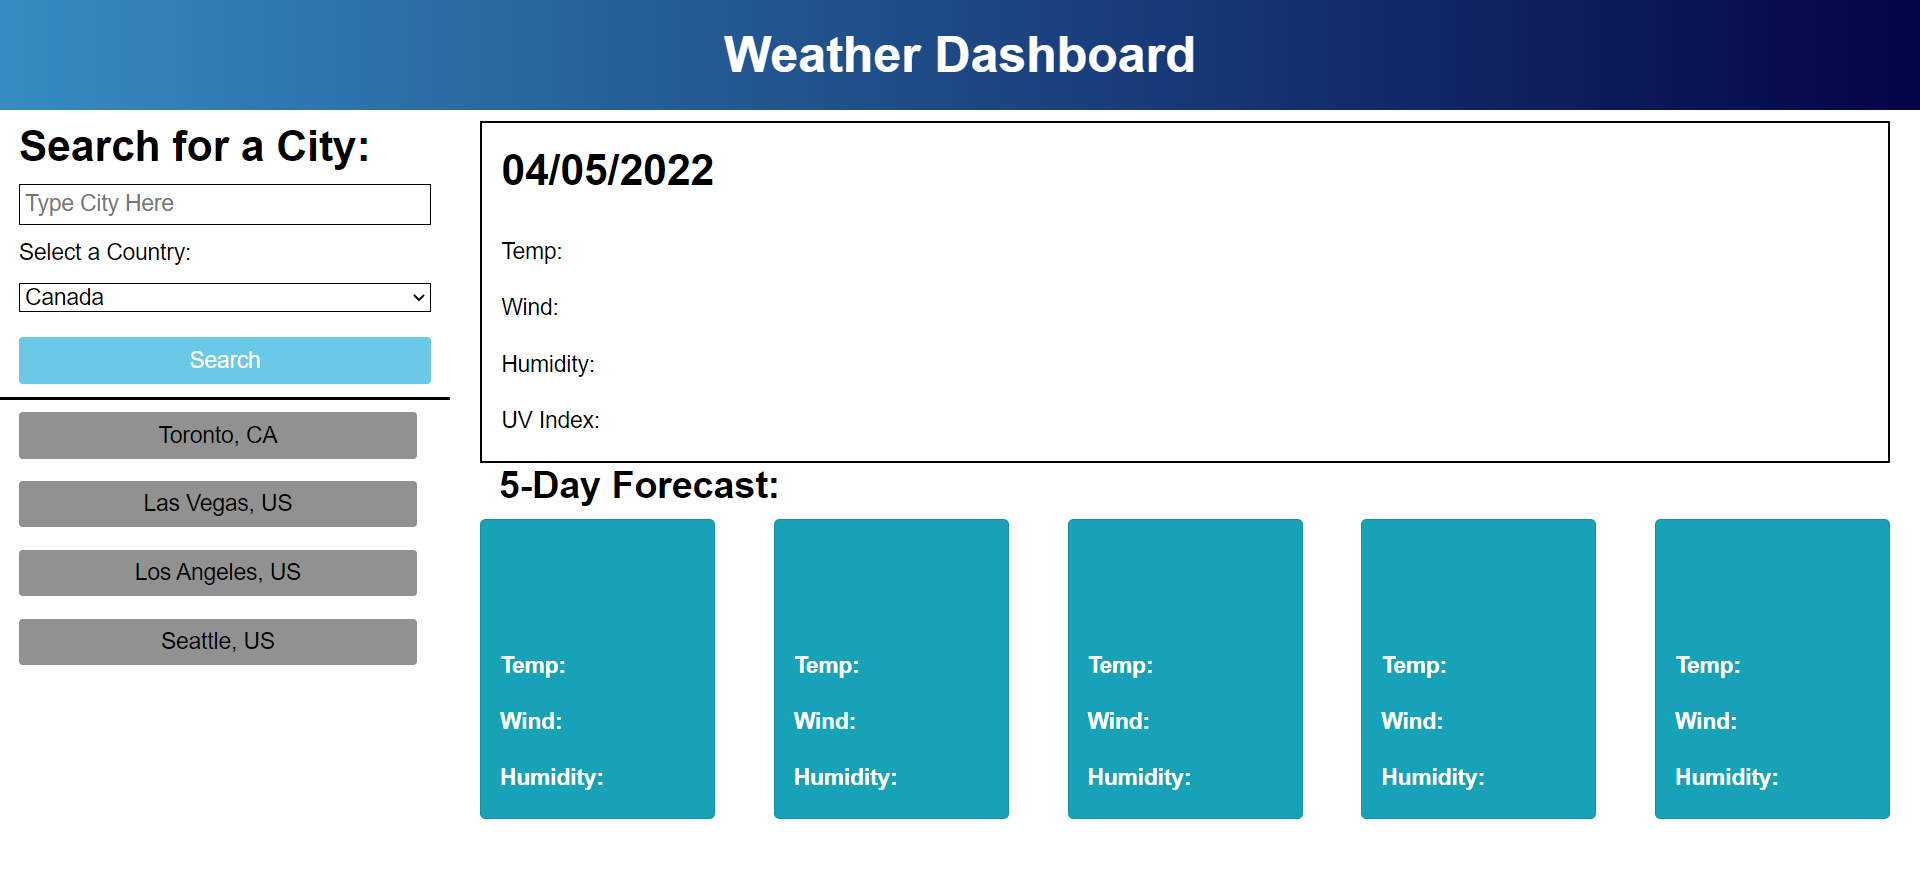 Weather Dashboard
Search for a City:
Type City Here
Select a Country:
Canada
Search
Toronto, CA
Las Vegas, US
Los Angeles, US
Seattle, US
04/05/2022
Temp:
Wind:
Humidity:
UV Index:
5-Day Forecast:
Temp:
Wind:
Humidity:
Temp:
Wind:
Humidity:
Temp:
Wind:
Humidity:
Temp:
Wind:
Humidity:
Temp:
Wind:
Humidity: